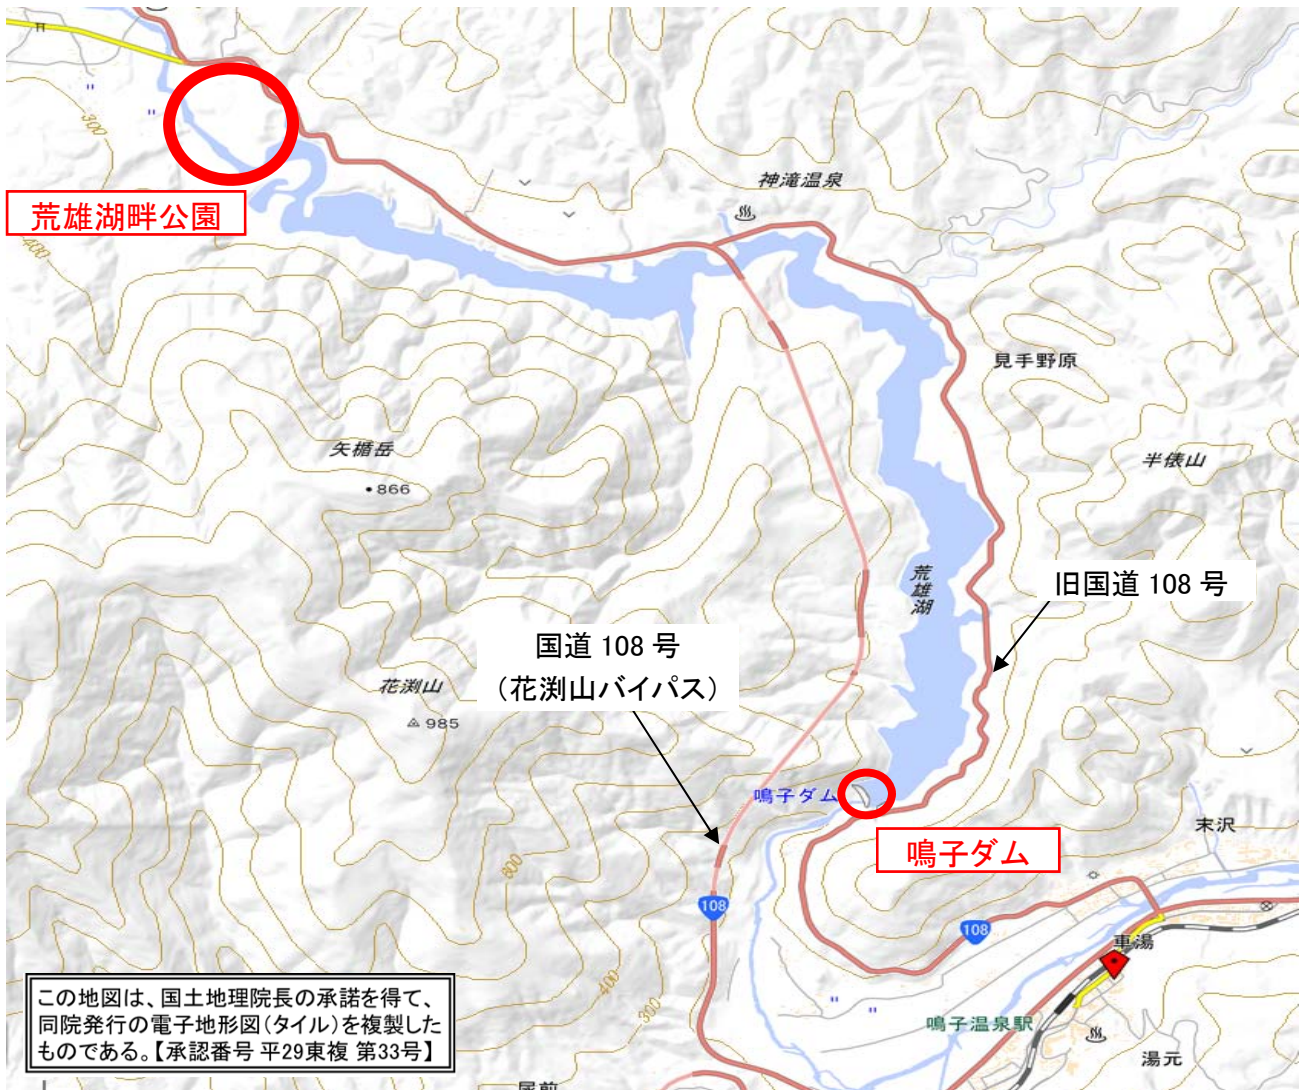 300
荒雄湖畔公園
400
神滝温泉
見手野原
矢楯岳
866
半俵山
荒雄湖
旧国道 108 号
国道 108 号
（花渕山バイパス）
花渕山
985
鳴子ダム
鳴子ダム
末沢
600
108
108
車湯
400
300
鳴子温泉駅
湯元
この地図は、国土地理院長の承諾を得て、
同院発行の電子地形図（タイル）を複製した
ものである。【承認番号 平29東複 第33号】